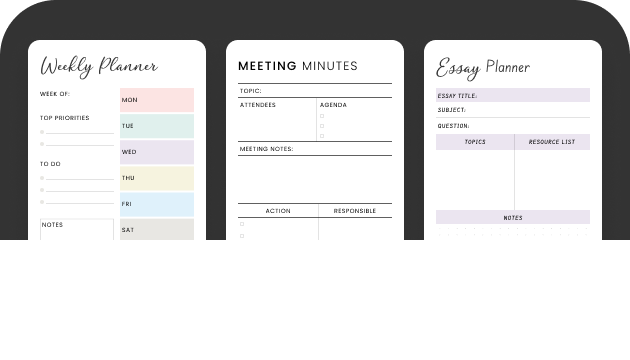 Weekly Planner
WEEK OF:
TOP PRIORITIES
TO DO
NOTES
MON
TUE
WED
THU
FRI
SAT
MEETING MINUTES
TOPIC:
ATTENDEES
AGENDA
MEETING NOTES:
ACTION
RESPONSIBLE
Essay Planner
ESSAY TITLE:
SUBJECT:
QUESTION:
TOPICS
RESOURCE LIST
NOTES